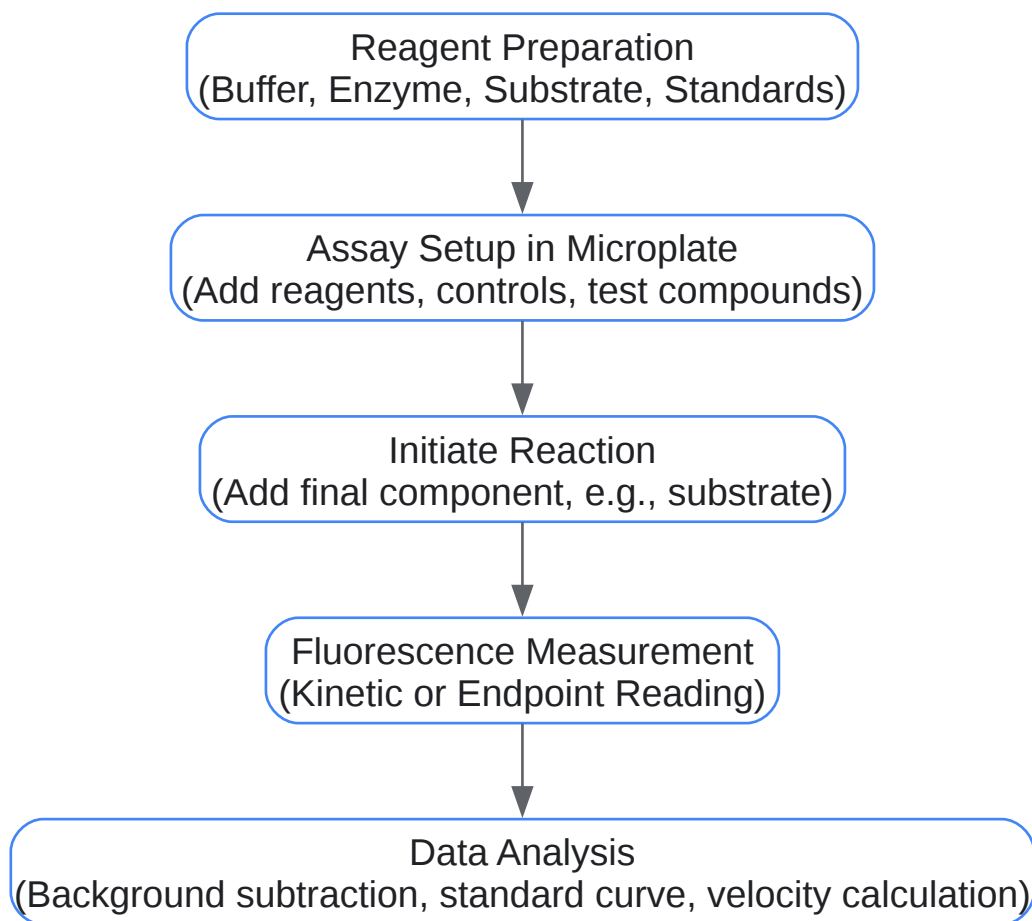 Reagent Preparation
(Buffer, Enzyme, Substrate, Standards)
Assay Setup in Microplate
(Add reagents, controls, test compounds)
Initiate Reaction
(Add final component, e.g., substrate)
Fluorescence Measurement
(Kinetic or Endpoint Reading)
Data Analysis
(Background subtraction, standard curve, velocity calculation)